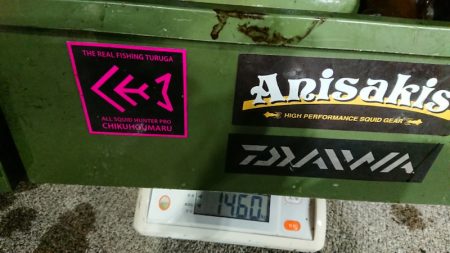 THE REAL FISHING TURUGA
ALL SQUID HUNTER PRO
CHIKUHOUMARU
Anisakis
HIGH PERFORMANCE SQUID GEAR
DAIWA
1460